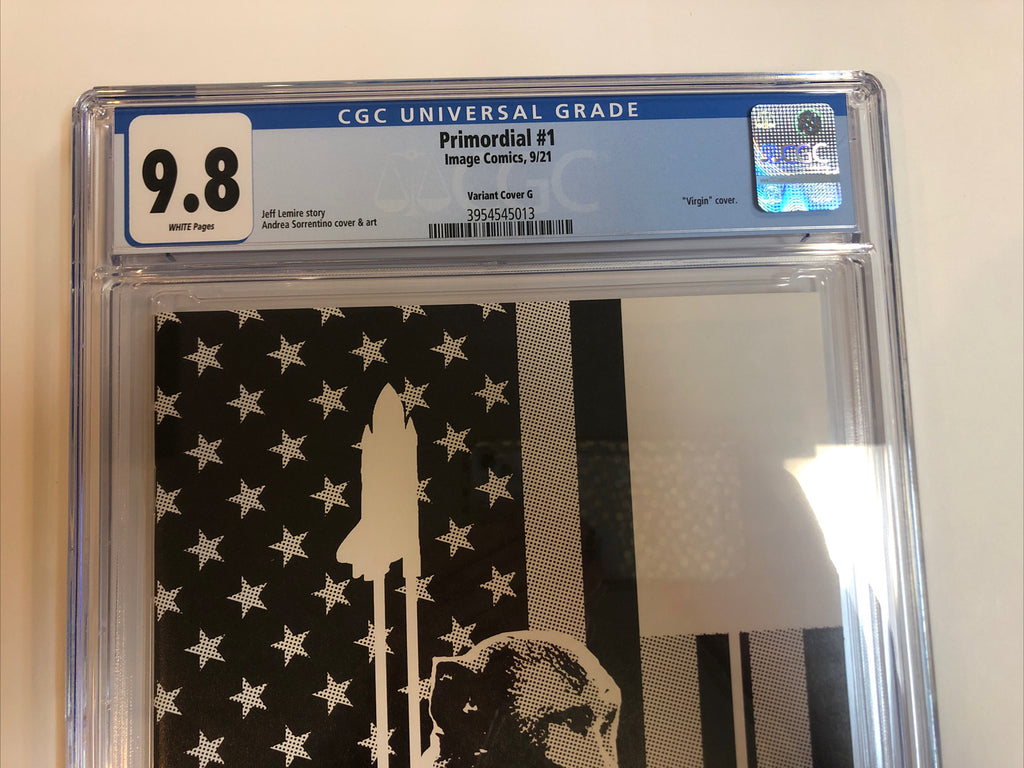 CGC UNIVERSAL GRADE
9.8
WHITE Pages
Primordial #1
Image Comics, 9/21
Variant Cover G
3954545013
Jeff Lemire story
Andrea Sorrentino cover & art
"Virgin" cover.
CGC
CGC